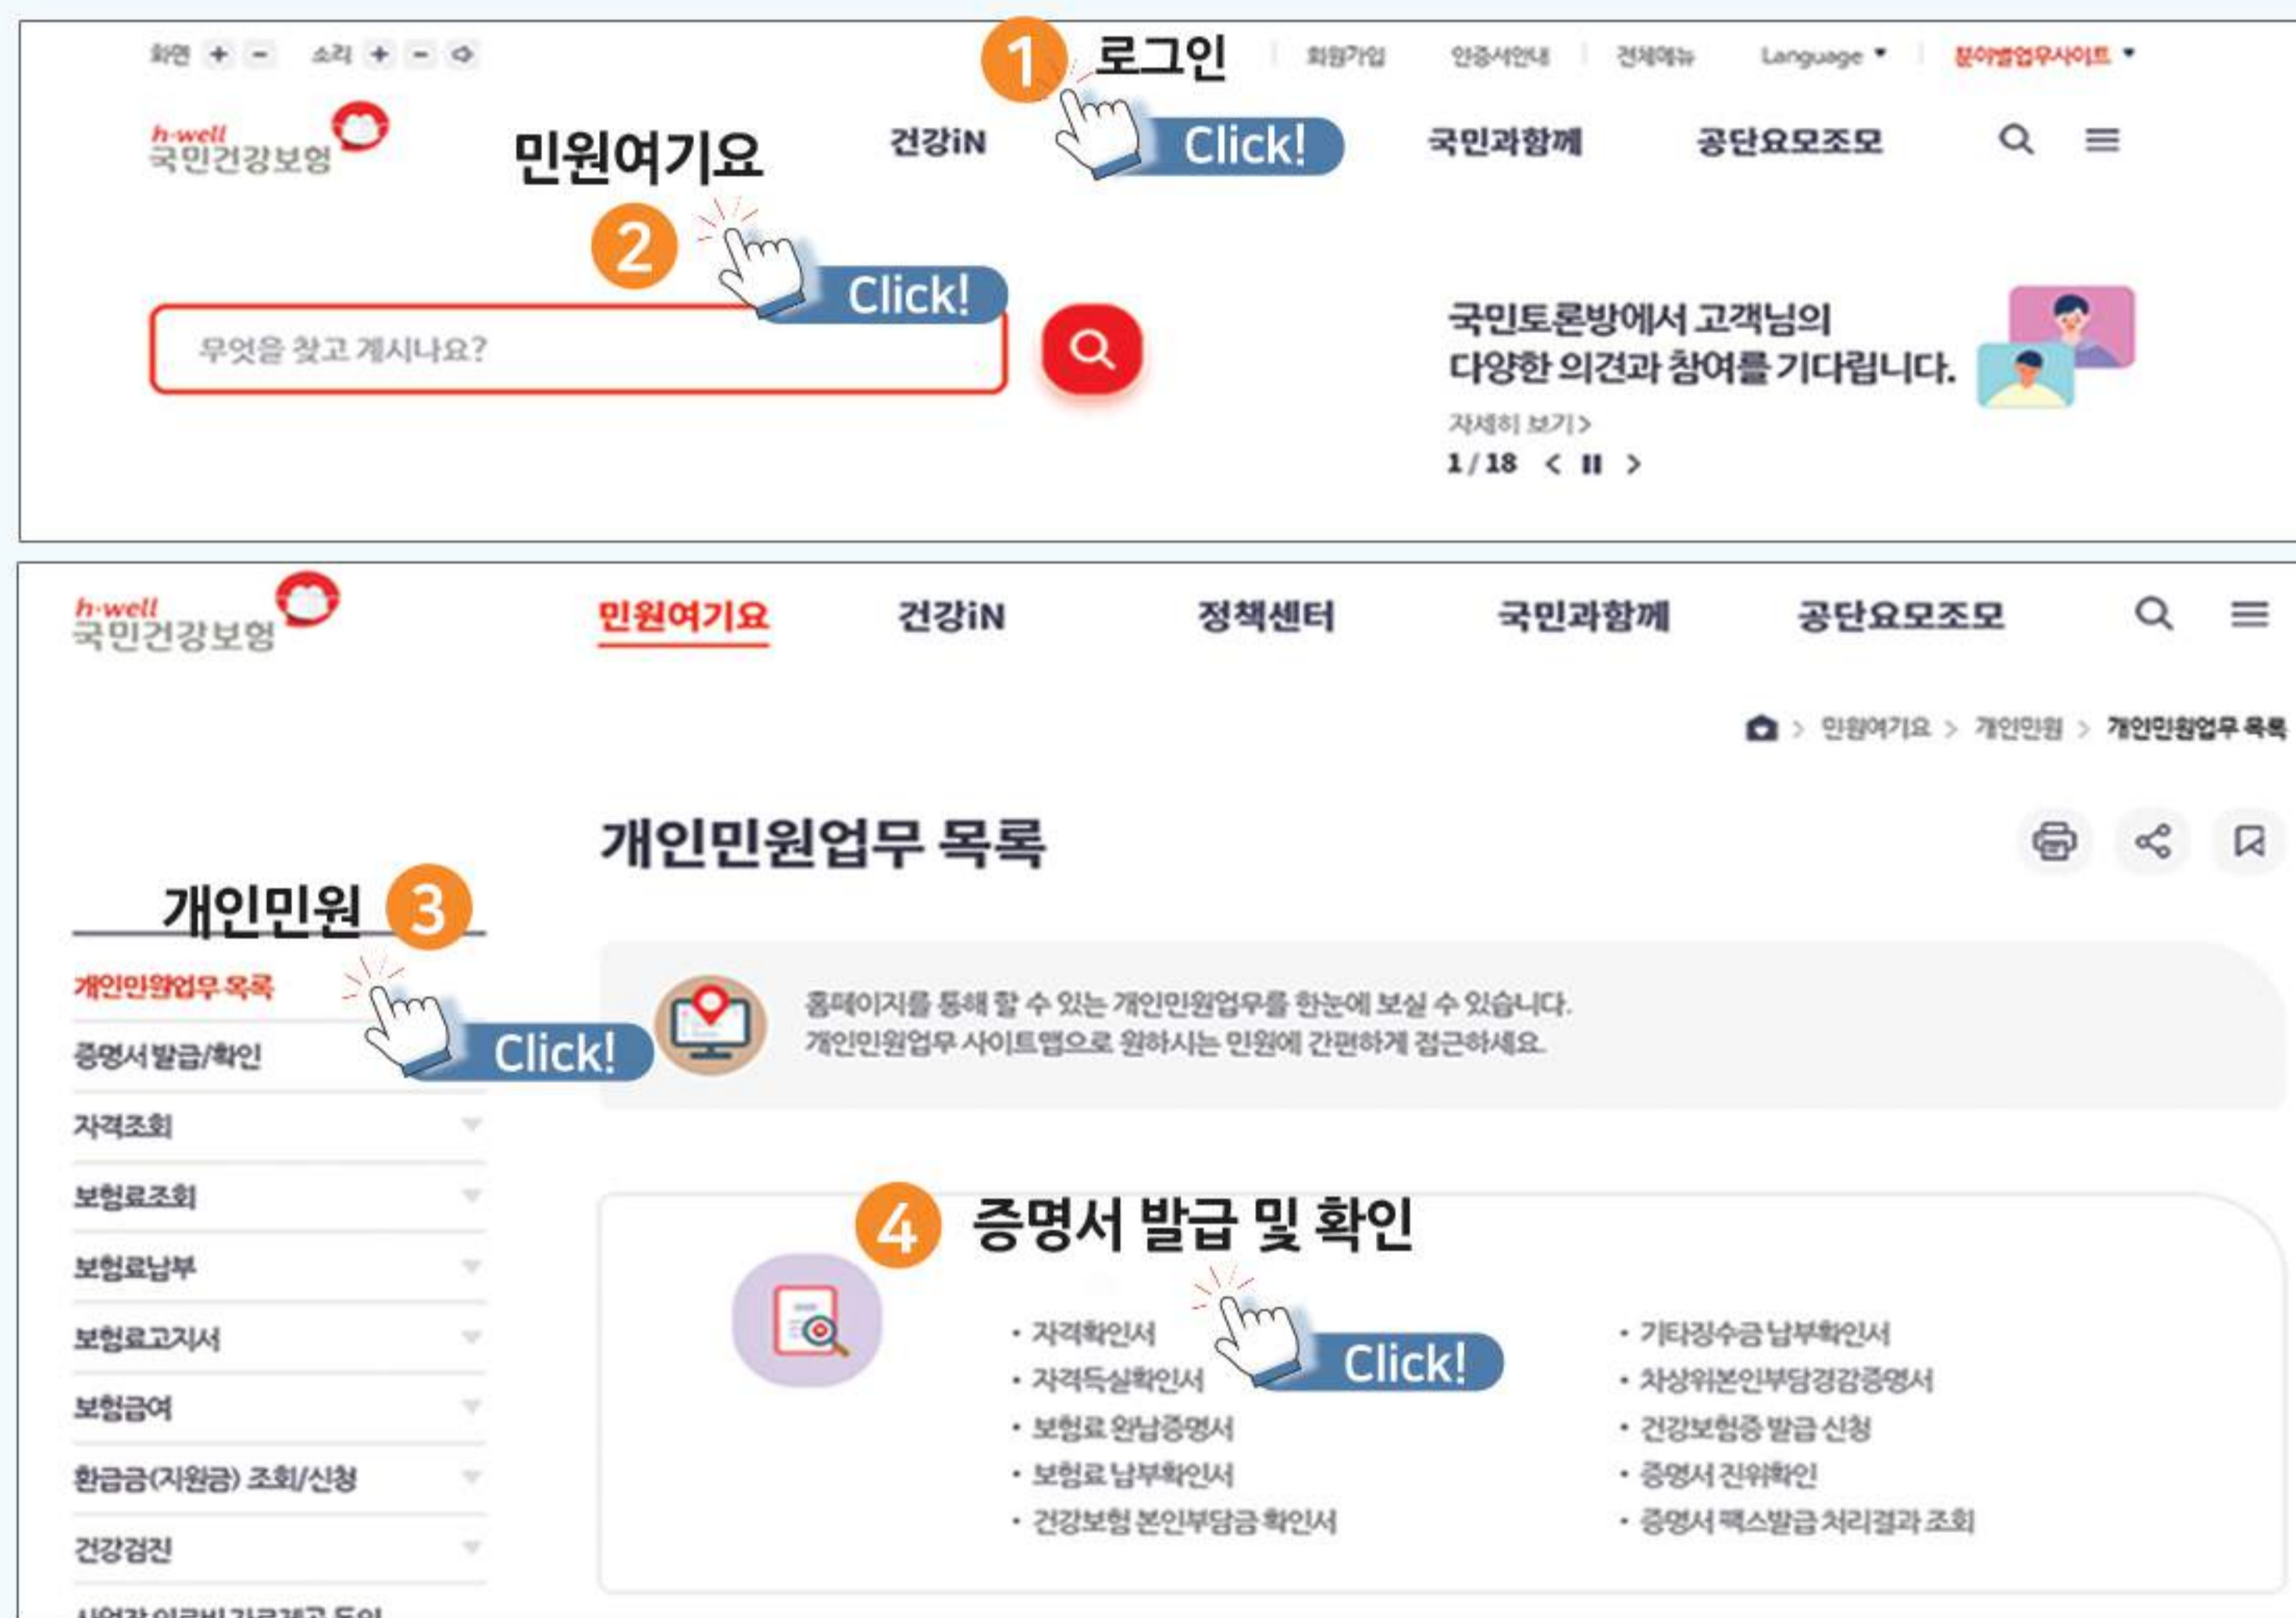 화면 + - 소리 + -
1 로그인 회원가입 인증서안내 전체메뉴 Language 분야별업무사이트
h·well
국민건강보험
민원여기요 건강iN Click! 국민과함께 공단요모조모
2 Click!
무엇을 찾고 계시나요?
국민토론방에서 고객님의
다양한 의견과 참여를 기다립니다.
자세히 보기 >
1 / 18 < II >
h·well
국민건강보험
민원여기요 건강iN 정책센터 국민과함께 공단요모조모
> 민원여기요 > 개인민원 > 개인민원업무 목록
개인민원업무 목록
개인민원 3
Click!
개인민원업무 목록
증명서 발급/확인
자격조회
보험료조회
보험료납부
보험료고지서
보험급여
환급금(지원금) 조회/신청
건강검진
홈페이지를 통해 할 수 있는 개인민원업무를 한눈에 보실 수 있습니다.
개인민원업무 사이트맵으로 원하시는 민원에 간편하게 접근하세요.
4 증명서 발급 및 확인
Click!
• 자격확인서
• 자격득실확인서
• 보험료 완납증명서
• 보험료 납부확인서
• 건강보험 본인부담금 확인서
• 기타징수금 납부확인서
• 차상위본인부담경감증명서
• 건강보험증 발급 신청
• 증명서 진위확인
• 증명서 팩스발급 처리결과 조회